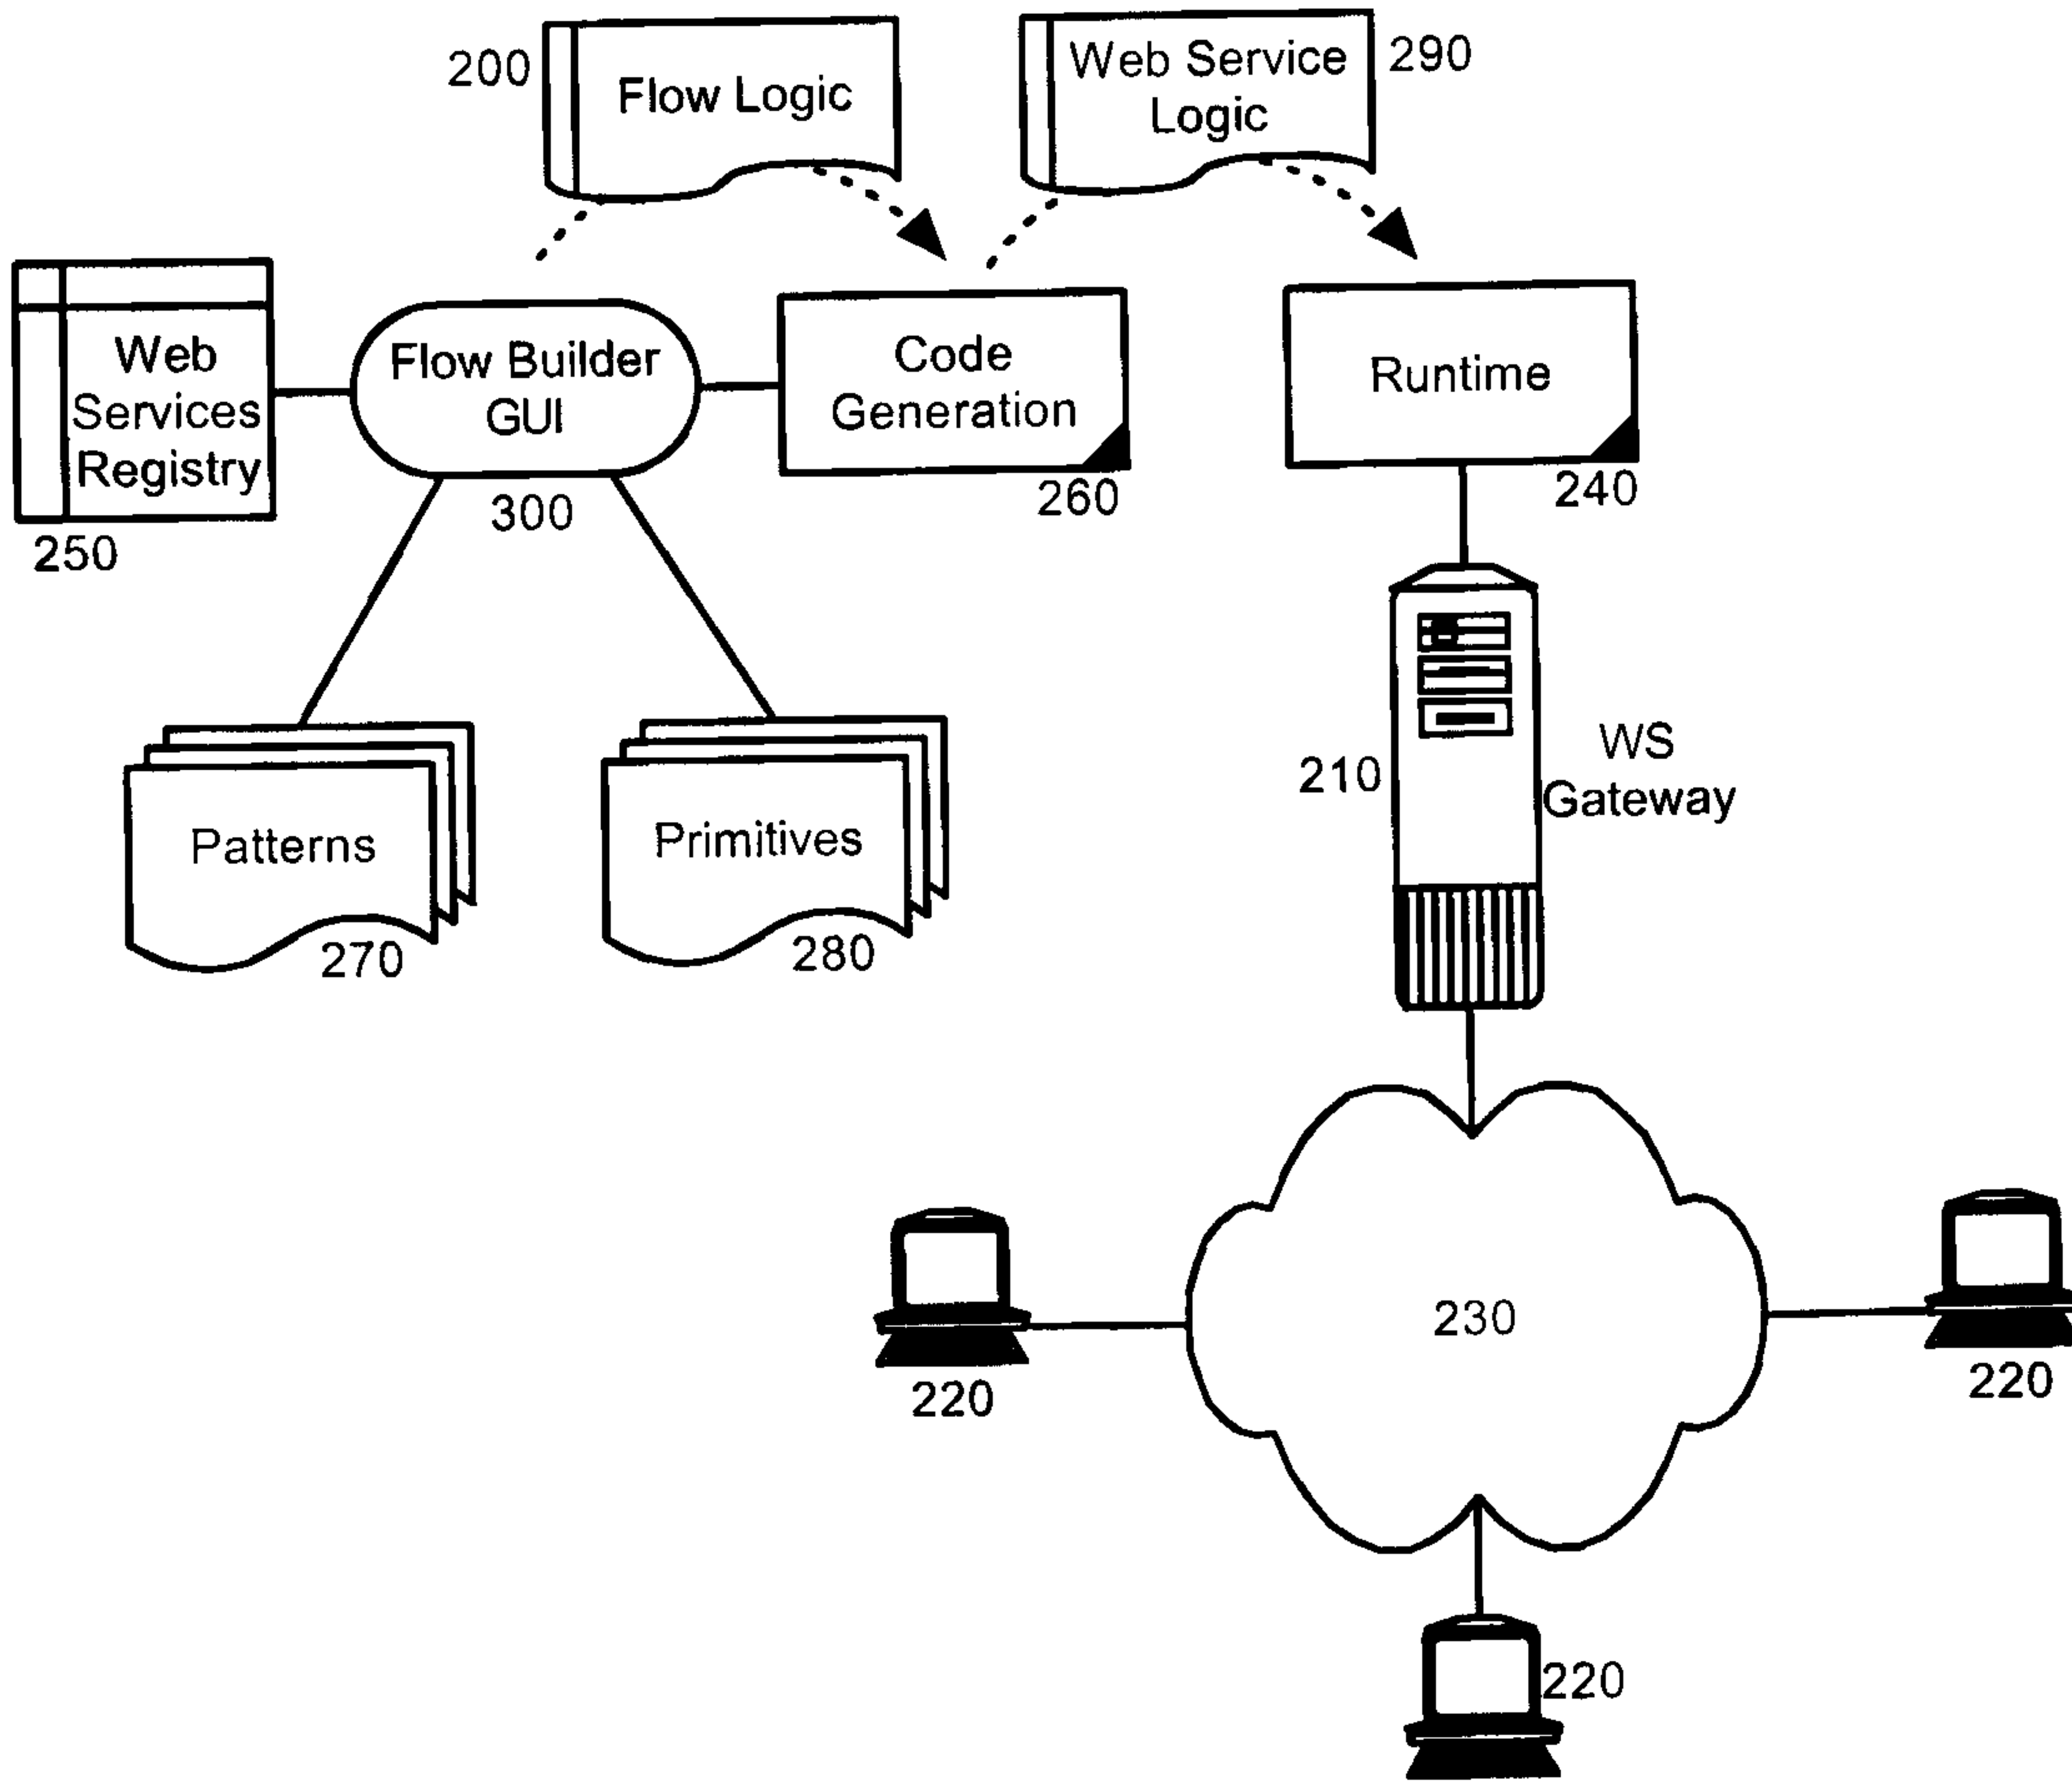 200
Flow Logic
Web Service
Logic
290
Web
Services
Registry
250
Flow Builder
GUI
300
Code
Generation
260
Runtime
240
Patterns
270
Primitives
280
210
WS
Gateway
230
220
220
220